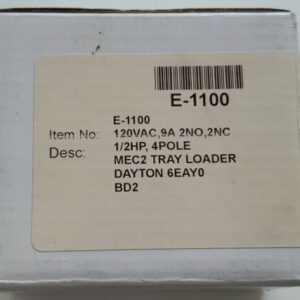 E-1100
E-1100
Item No: 120VAC,9A 2NO,2NC
Desc: 1/2HP, 4POLE
MEC2 TRAY LOADER
DAYTON 6EAY0
BD2